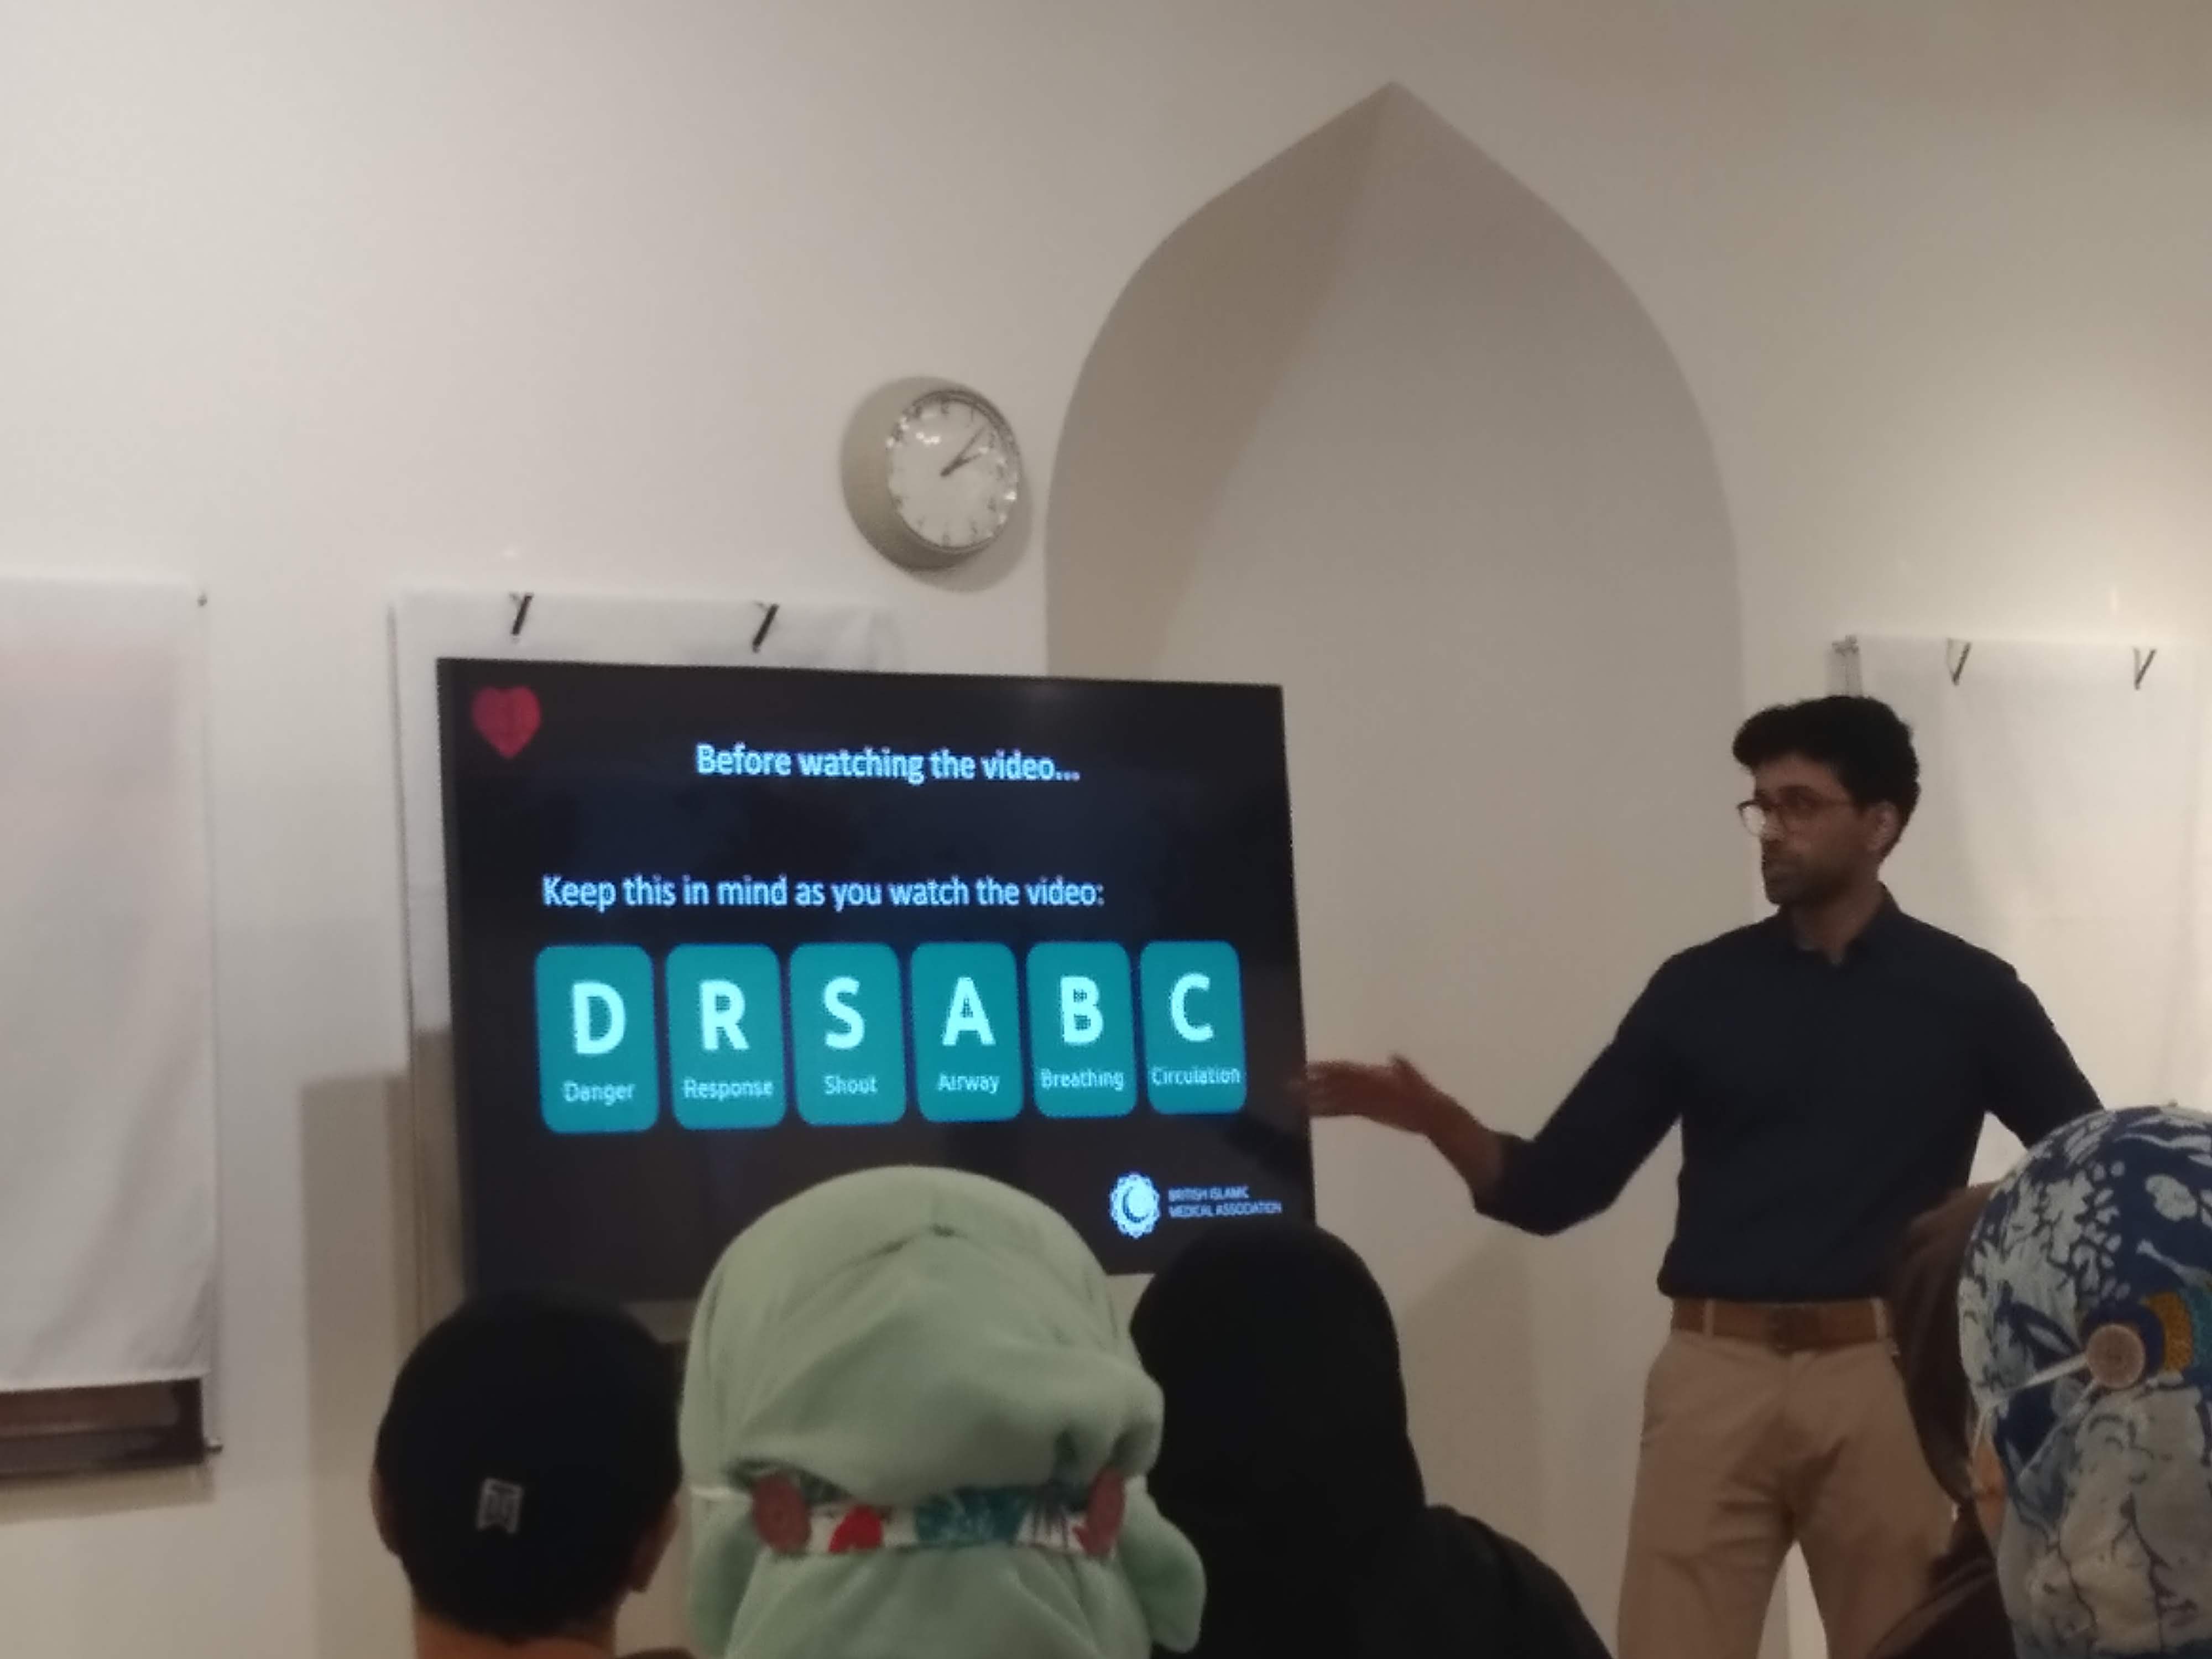 Before watching the video...
Keep this in mind as you watch the video:
D R S A B C
Danger Response Shout Airway Breathing Circulation
BRITISH ISLAMIC
MEDICAL ASSOCIATION